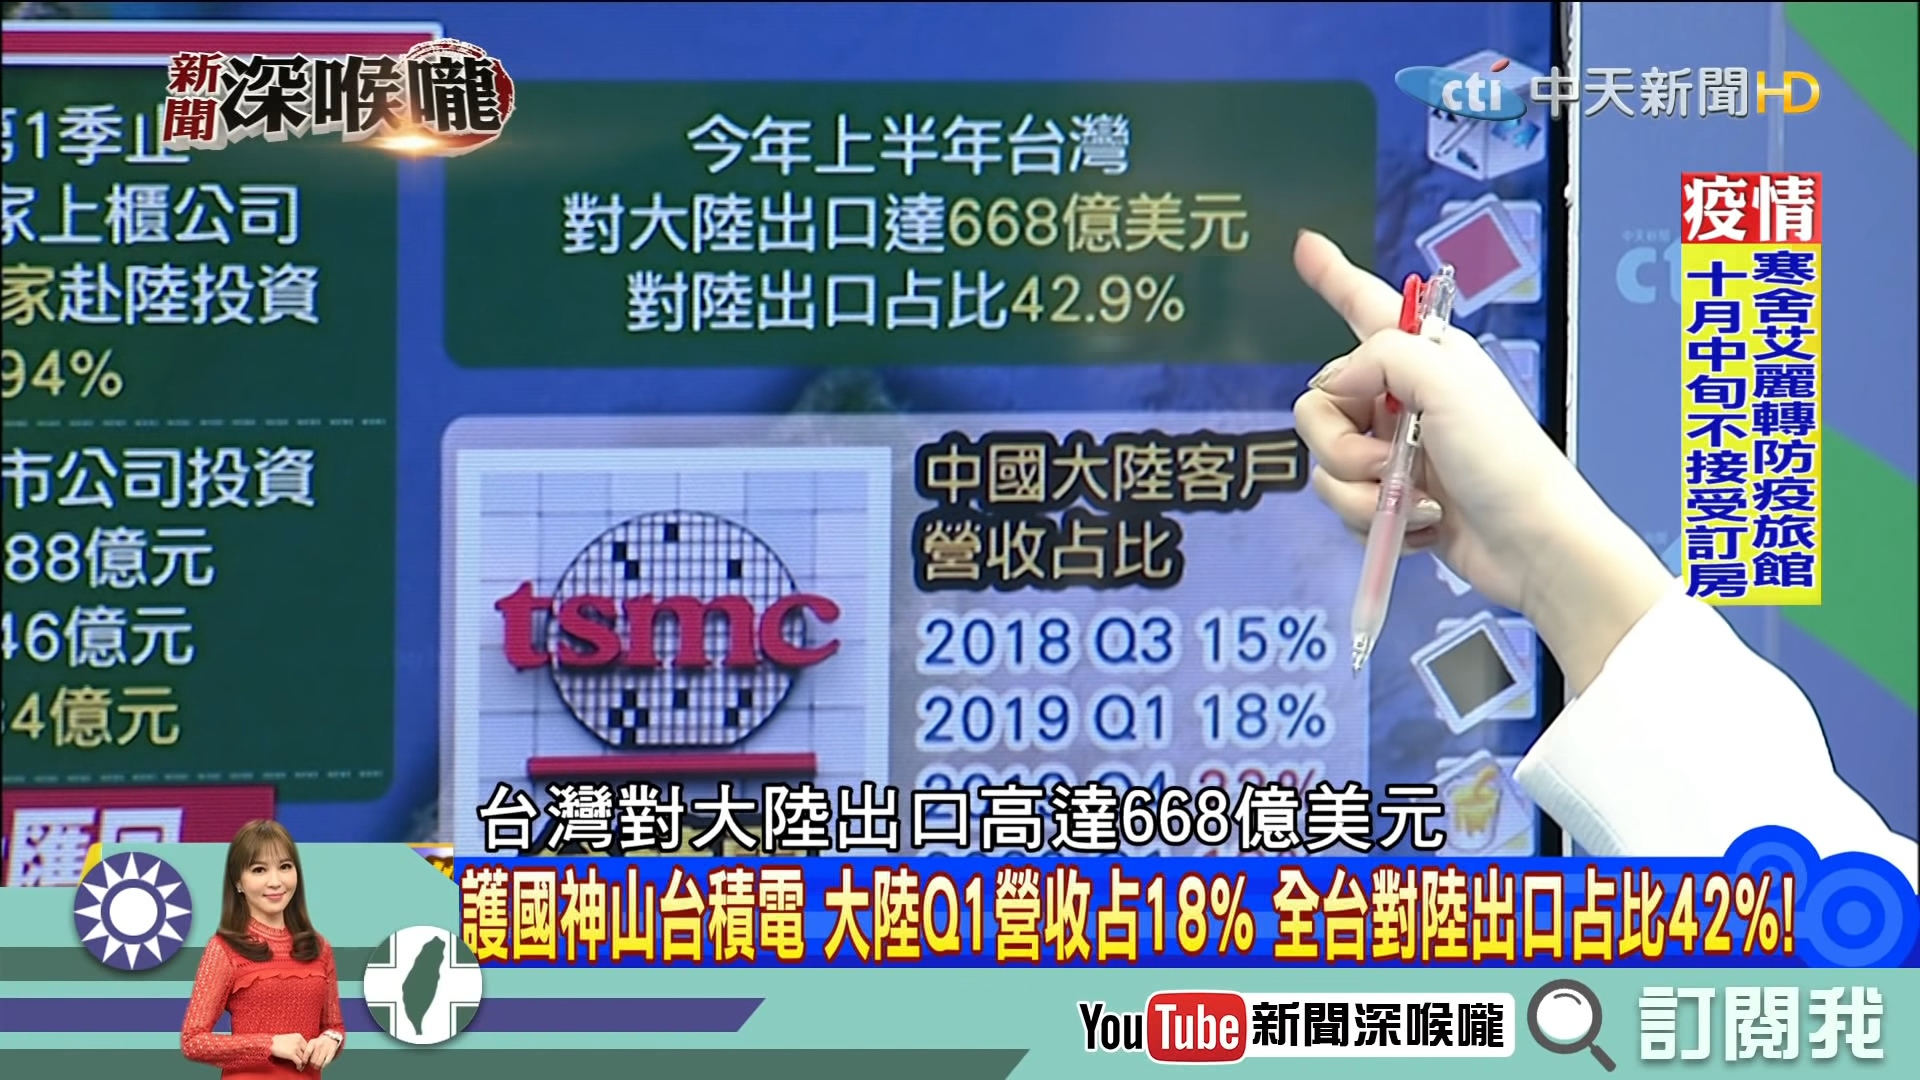 新聞深喉嚨
cti 中天新聞HD
第1季止
家上櫃公司
家赴陸投資
94%
市公司投資
88億元
46億元
34億元
匯回
今年上半年台灣
對大陸出口達668億美元
對陸出口占比42.9%
tsmc
中國大陸客戶
營收占比
2018 Q3 15%
2019 Q1 18%
疫情
寒舍艾麗轉防疫旅館
十月中旬不接受訂房
台灣對大陸出口高達668億美元
護國神山台積電 大陸Q1營收占18% 全台對陸出口占比42%!
YouTube 新聞深喉嚨
訂閱我